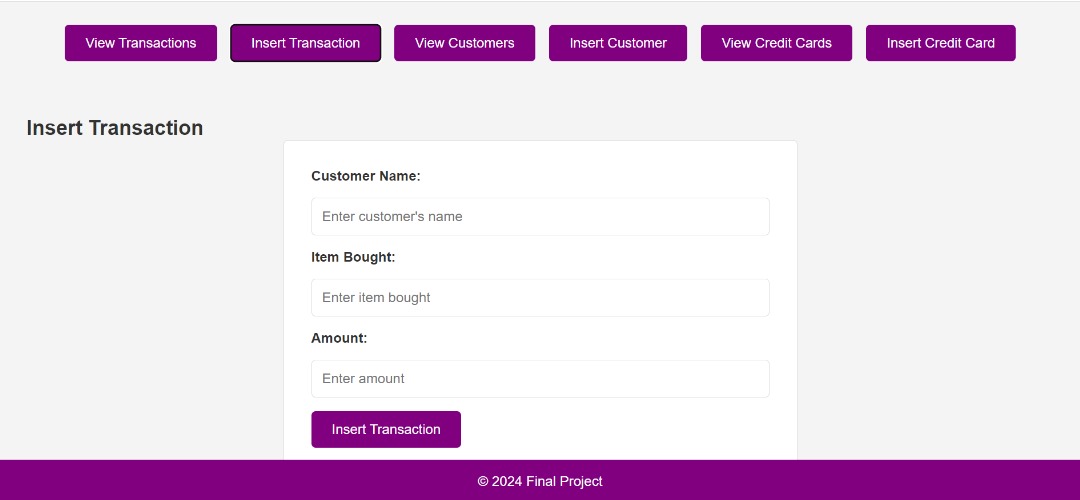 View Transactions Insert Transaction View Customers Insert Customer View Credit Cards Insert Credit Card
Insert Transaction
Customer Name:
Enter customer's name
Item Bought:
Enter item bought
Amount:
Enter amount
Insert Transaction
© 2024 Final Project